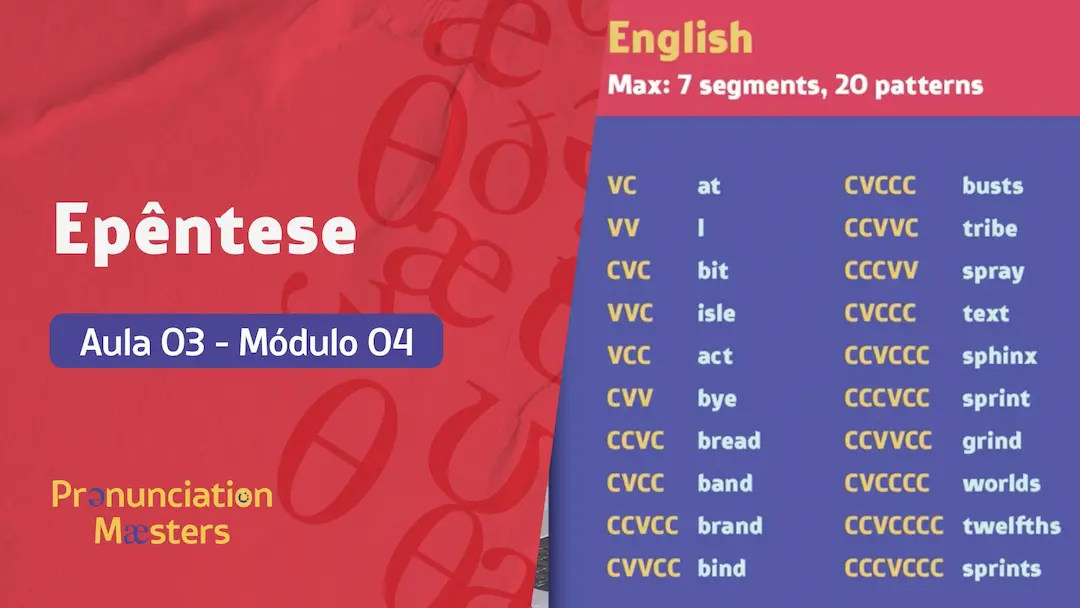 Epêntese
Aula 03 - Módulo 04
Prənunciation
Mæsters
English
Max: 7 segments, 20 patterns
VC at
VV I
CVC bit
VVC isle
VCC act
CVV bye
CCVC bread
CVCC band
CCVCC brand
CVVCC bind
CVCCC busts
CCVVC tribe
CCCVV spray
CVCCC text
CCVCCC sphinx
CCCVCC sprint
CCVVCC grind
CVCCCC worlds
CCVCCCC twelfths
CCCVCCC sprints